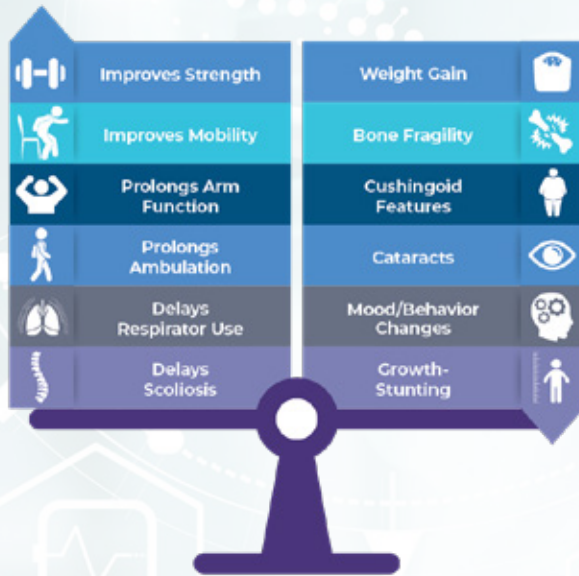 Improves Strength
Weight Gain
Improves Mobility
Bone Fragility
Prolongs Arm
Function
Cushingoid
Features
Prolongs
Ambulation
Cataracts
Delays
Respirator Use
Mood/Behavior
Changes
Delays
Scoliosis
Growth-
Stunting